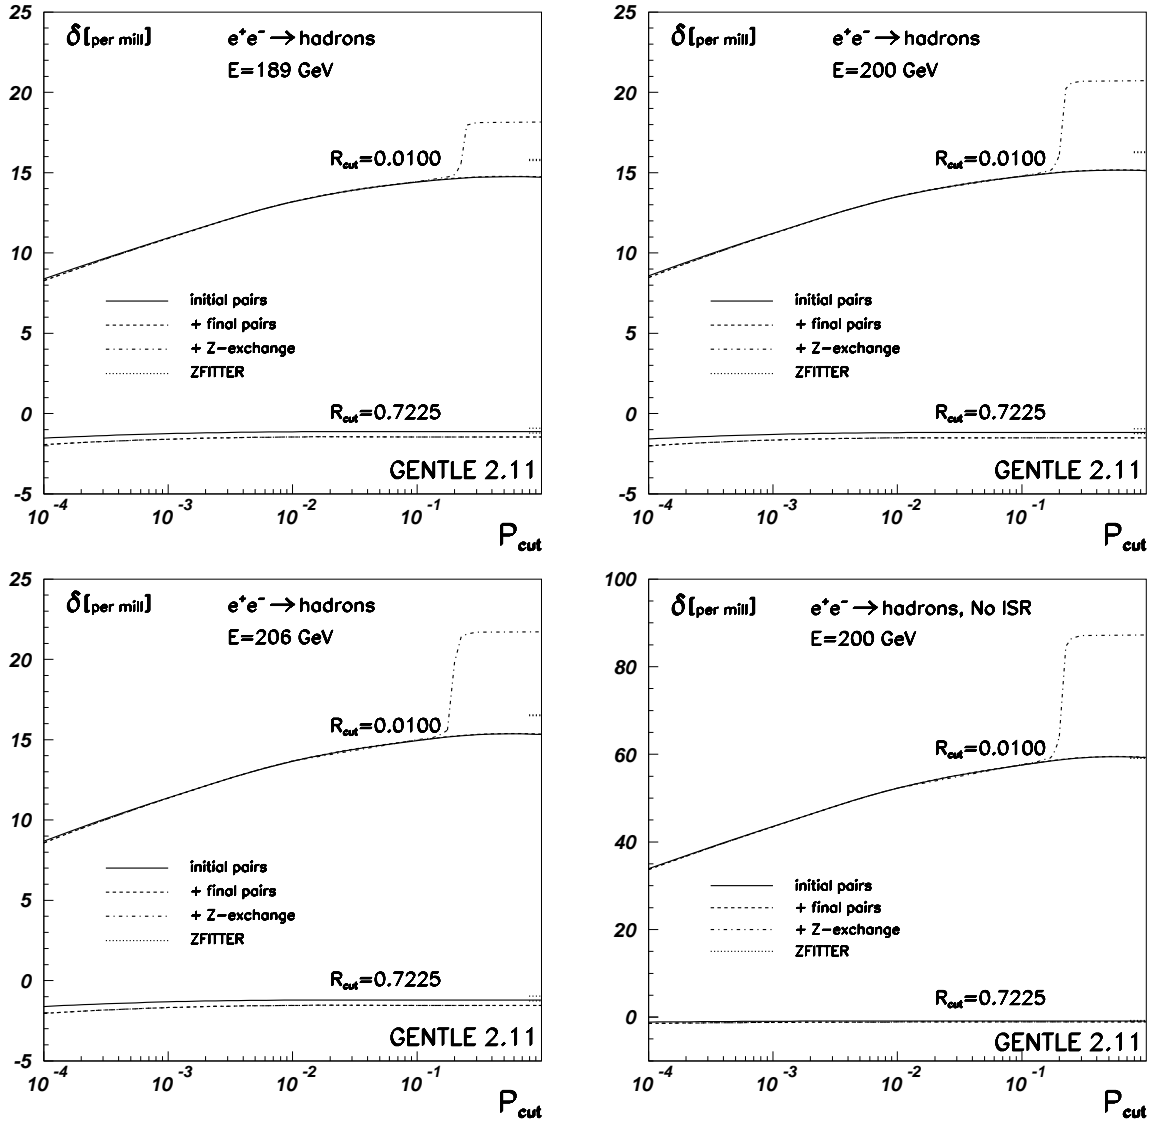 25
20
15
10
5
0
-5
δ[per mill]
e⁺e⁻→hadrons
E=189 GeV
R_cut=0.0100
initial pairs
+ final pairs
+ Z-exchange
ZFITTER
R_cut=0.7225
GENTLE 2.11
10⁻⁴ 10⁻³ 10⁻² 10⁻¹
P_cut
25
20
15
10
5
0
-5
δ[per mill]
e⁺e⁻→hadrons
E=200 GeV
R_cut=0.0100
initial pairs
+ final pairs
+ Z-exchange
ZFITTER
R_cut=0.7225
GENTLE 2.11
10⁻⁴ 10⁻³ 10⁻² 10⁻¹
P_cut
25
20
15
10
5
0
-5
δ[per mill]
e⁺e⁻→hadrons
E=206 GeV
R_cut=0.0100
initial pairs
+ final pairs
+ Z-exchange
ZFITTER
R_cut=0.7225
GENTLE 2.11
10⁻⁴ 10⁻³ 10⁻² 10⁻¹
P_cut
100
80
60
40
20
0
δ[per mill]
e⁺e⁻→hadrons, No ISR
E=200 GeV
R_cut=0.0100
initial pairs
+ final pairs
+ Z-exchange
ZFITTER
R_cut=0.7225
GENTLE 2.11
10⁻⁴ 10⁻³ 10⁻² 10⁻¹
P_cut